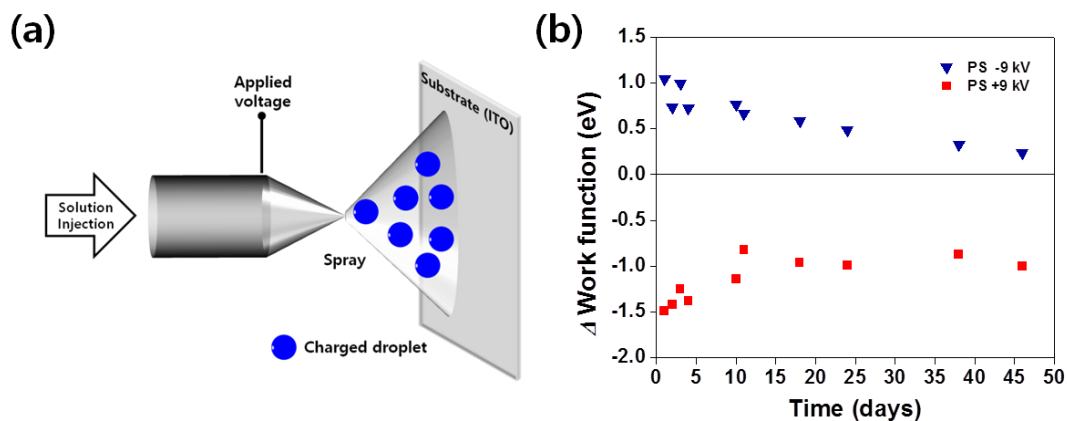 (a)
Applied
voltage
Substrate (ITO)
Solution
Injection
Spray
Charged droplet
(b)
1.5
1.0
0.5
0.0
-0.5
-1.0
-1.5
-2.0
Δ Work function (eV)
PS -9 kV
PS +9 kV
0 5 10 15 20 25 30 35 40 45 50
Time (days)